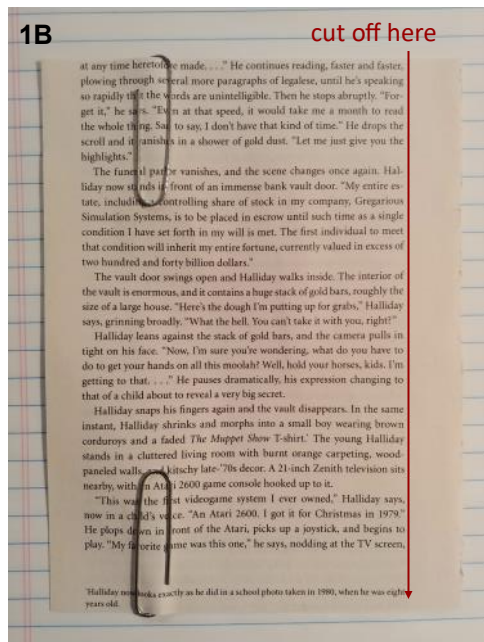 1B
cut off here
at any time heretofore made. . . ." He continues reading, faster and faster,
plowing through several more paragraphs of legalese, until he's speaking
so rapidly that the words are unintelligible. Then he stops abruptly. "For-
get it," he says. "Even at that speed, it would take me a month to read
the whole thing. Sad to say, I don't have that kind of time." He drops the
scroll and it vanishes in a shower of gold dust. "Let me just give you the
highlights."
The funeral parlor vanishes, and the scene changes once again. Hal-
liday now stands in front of an immense bank vault door. "My entire es-
tate, including a controlling share of stock in my company, Gregarious
Simulation Systems, is to be placed in escrow until such time as a single
condition I have set forth in my will is met. The first individual to meet
that condition will inherit my entire fortune, currently valued in excess of
two hundred and forty billion dollars."
The vault door swings open and Halliday walks inside. The interior of
the vault is enormous, and it contains a huge stack of gold bars, roughly the
size of a large house. "Here's the dough I'm putting up for grabs," Halliday
says, grinning broadly. "What the hell. You can't take it with you, right?"
Halliday leans against the stack of gold bars, and the camera pulls in
tight on his face. "Now, I'm sure you're wondering, what do you have to
do to get your hands on all this moolah? Well, hold your horses, kids. I'm
getting to that. . . ." He pauses dramatically, his expression changing to
that of a child about to reveal a very big secret.
Halliday snaps his fingers again and the vault disappears. In the same
instant, Halliday shrinks and morphs into a small boy wearing brown
corduroys and a faded The Muppet Show T-shirt.* The young Halliday
stands in a cluttered living room with burnt orange carpeting, wood-
paneled walls, and kitschy late-'70s decor. A 21-inch Zenith television sits
nearby, with an Atari 2600 game console hooked up to it.
"This was the first videogame system I ever owned," Halliday says,
now in a child's voice. "An Atari 2600. I got it for Christmas in 1979."
He plops down in front of the Atari, picks up a joystick, and begins to
play. "My favorite game was this one," he says, nodding at the TV screen,
*Halliday now looks exactly as he did in a school photo taken in 1980, when he was eight
years old.